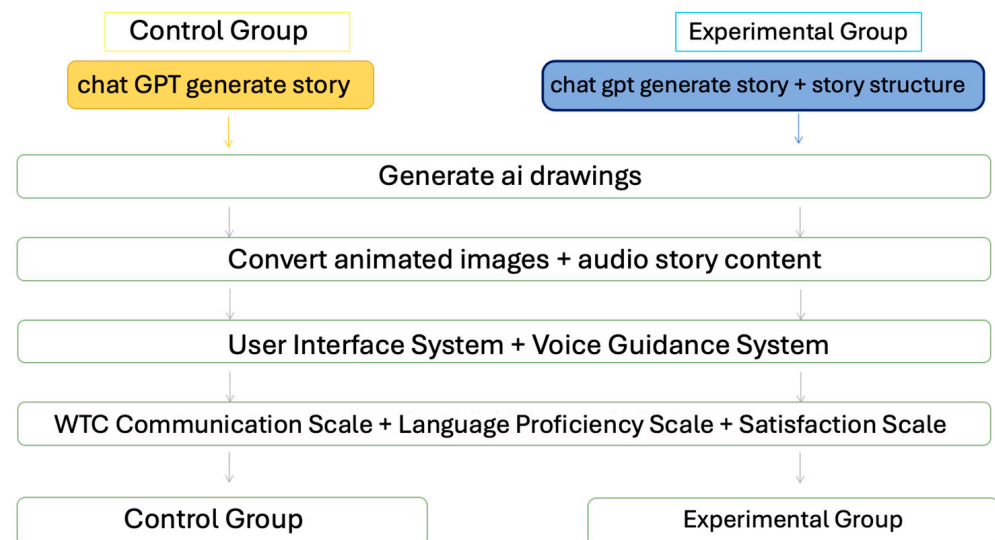 Control Group
Experimental Group
chat GPT generate story
chat gpt generate story + story structure
Generate ai drawings
Convert animated images + audio story content
User Interface System + Voice Guidance System
WTC Communication Scale + Language Proficiency Scale + Satisfaction Scale
Control Group
Experimental Group